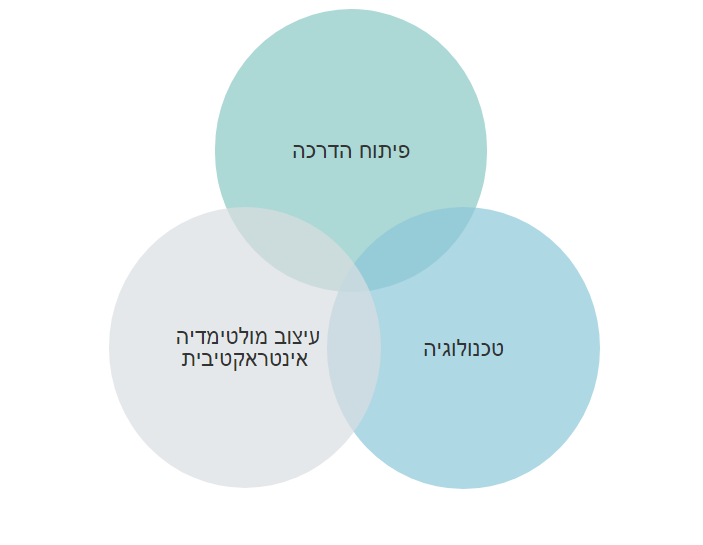 פיתוח הדרכה
טכנולוגיה
עיצוב מולטימדיה
אינטראקטיבית